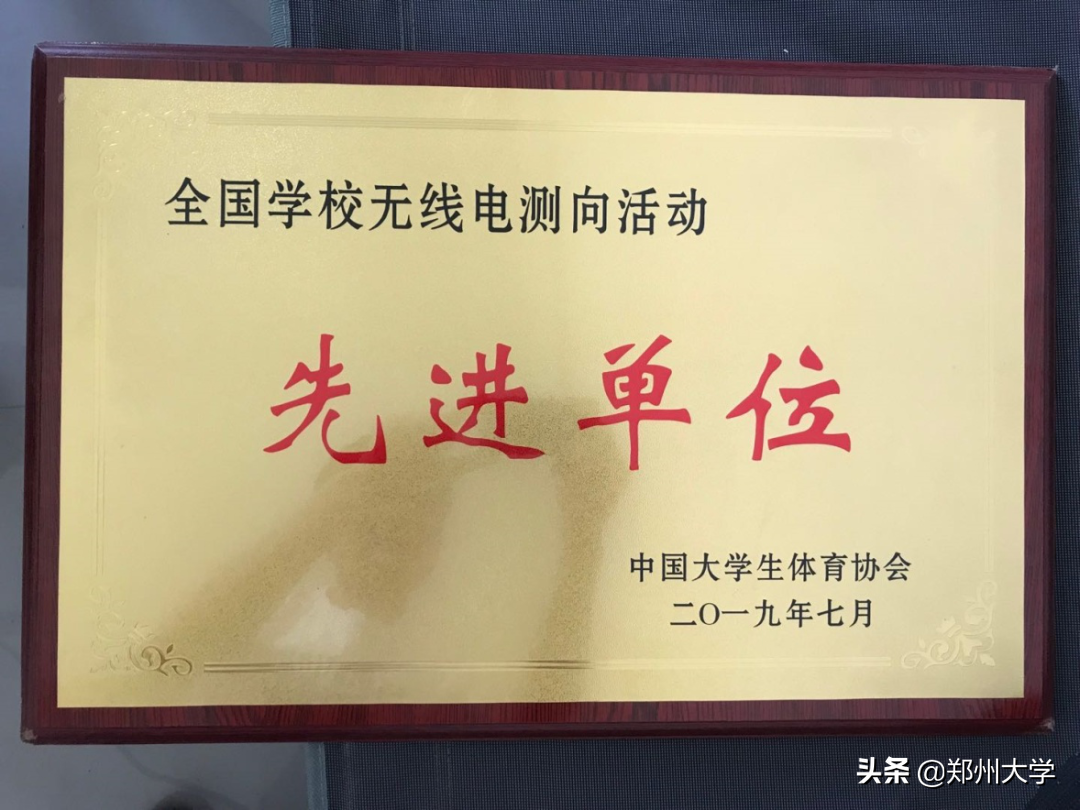 全国学校无线电测向活动
先进单位
中国大学生体育协会
二〇一九年七月
头条 @郑州大学